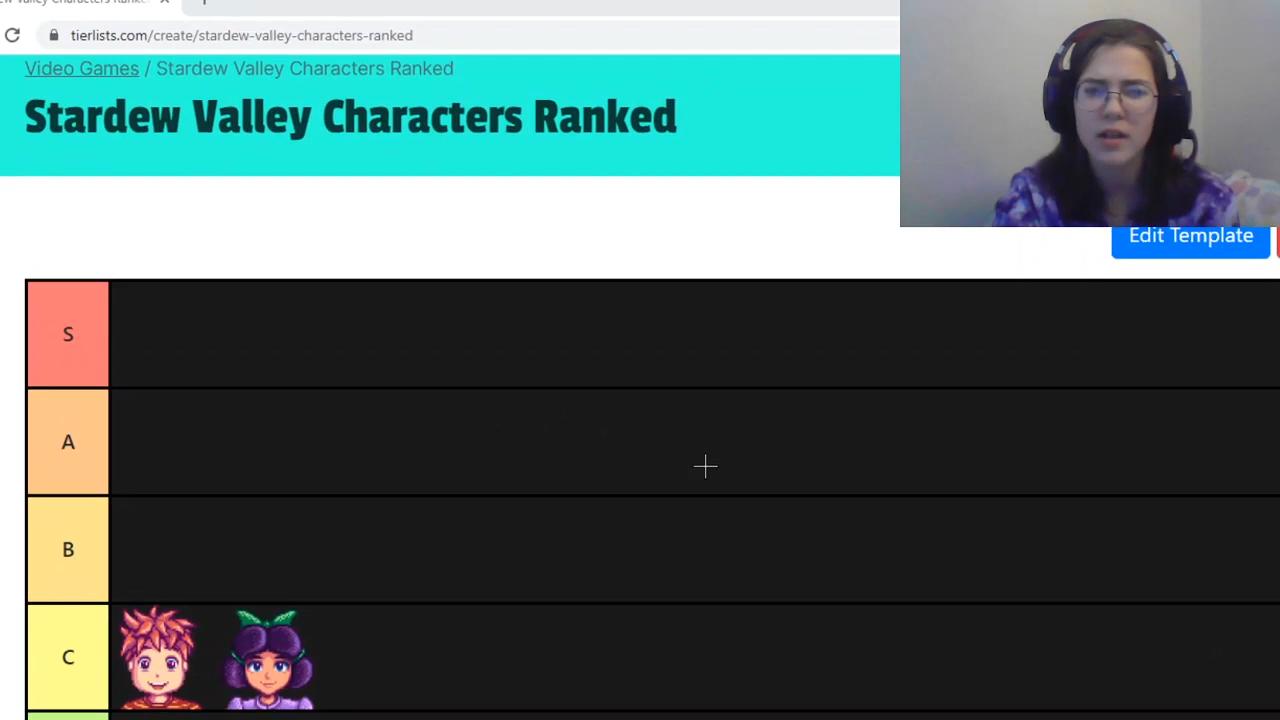 tierlists.com/create/stardew-valley-characters-ranked
Video Games / Stardew Valley Characters Ranked
Stardew Valley Characters Ranked
Edit Template
S
A
B
C